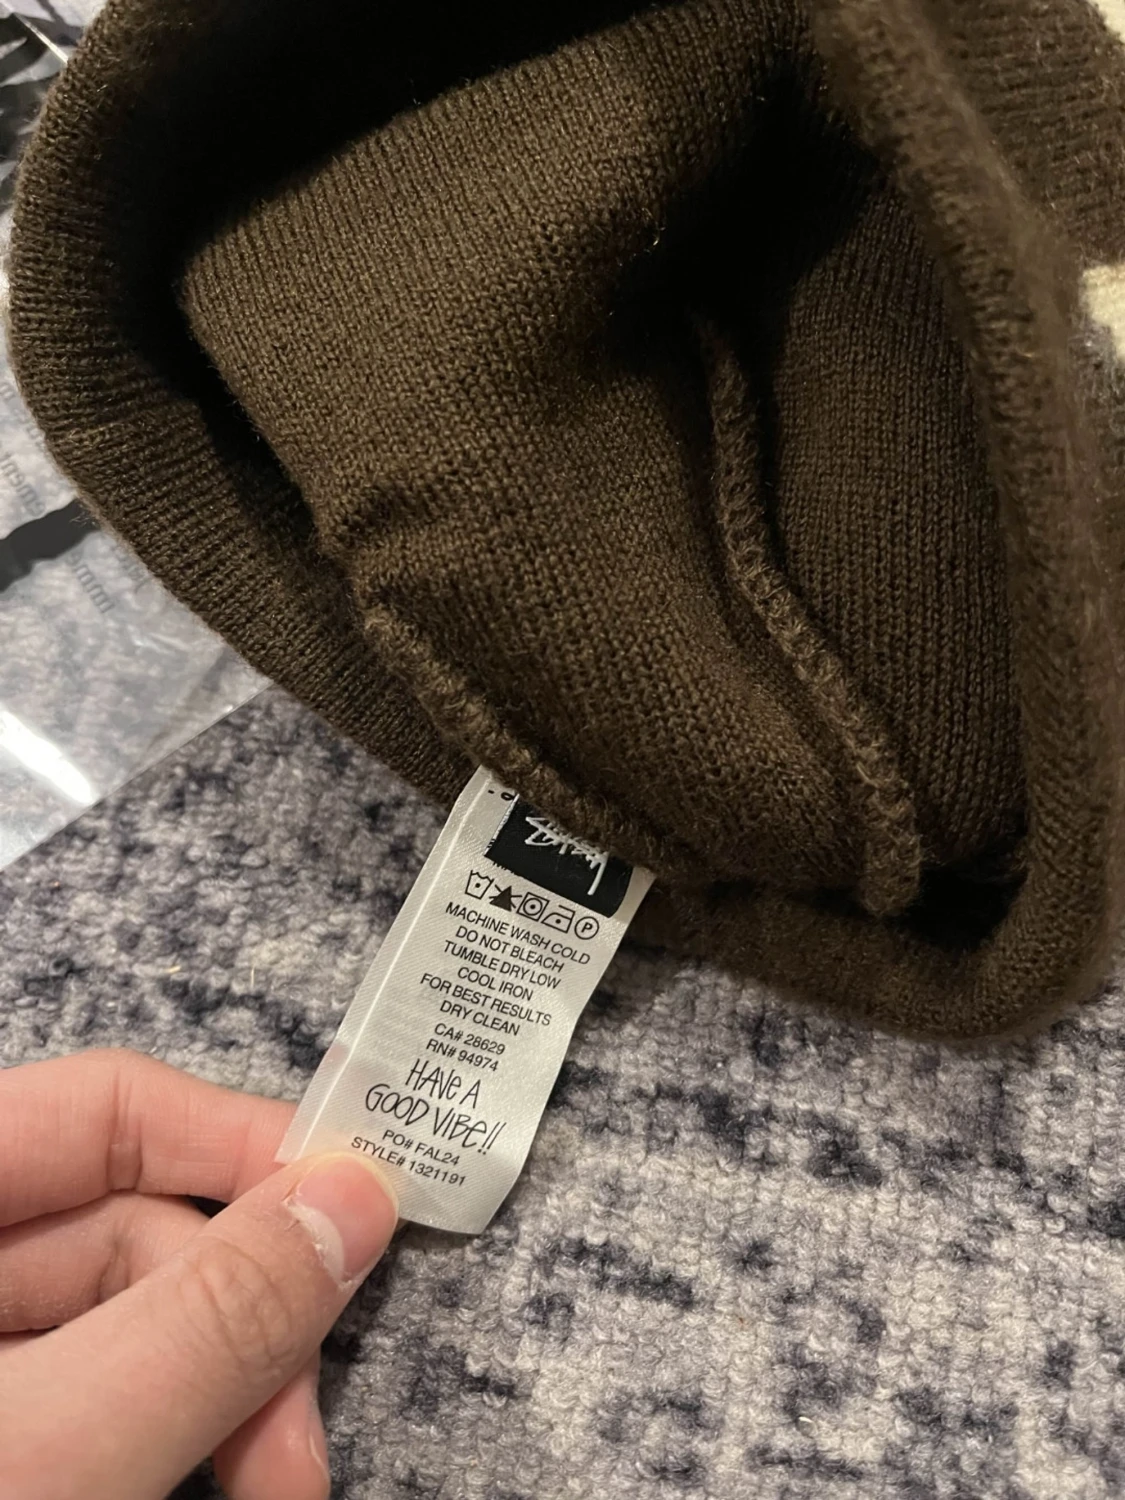 MACHINE WASH COLD
DO NOT BLEACH
TUMBLE DRY LOW
COOL IRON
FOR BEST RESULTS
DRY CLEAN
CA# 28629
RN# 94974
HAVE A
GOOD VIBE!!
PO# FAL24
STYLE# 1321191
P